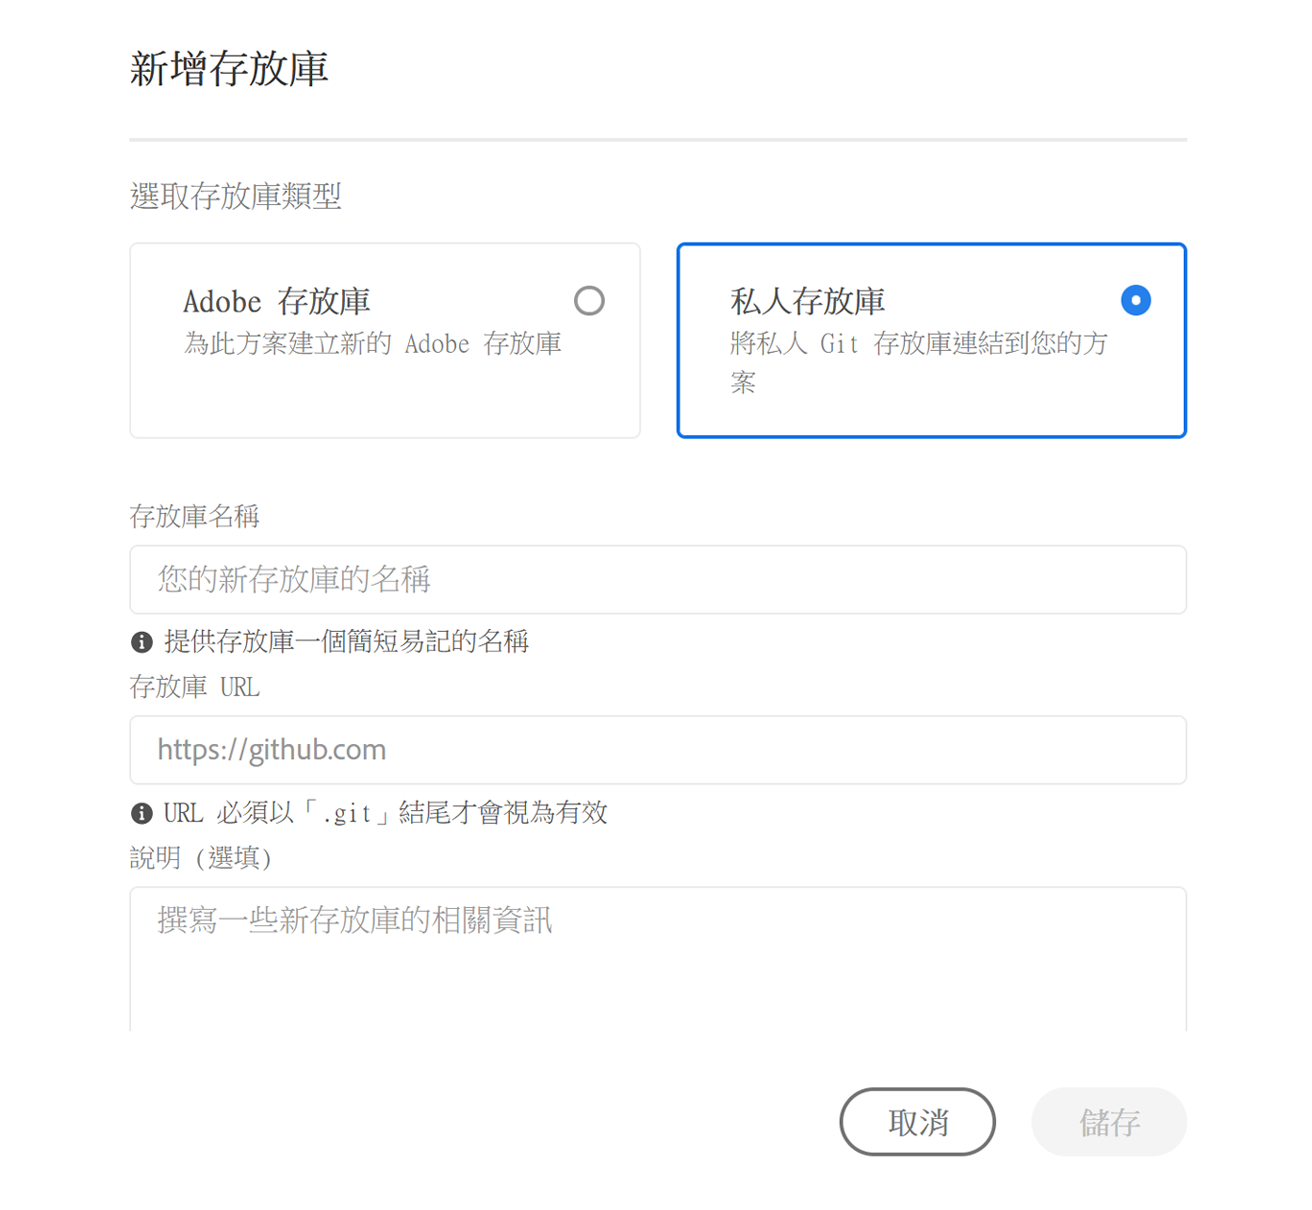 新增存放庫
選取存放庫類型
Adobe 存放庫
為此方案建立新的 Adobe 存放庫
私人存放庫
將私人 Git 存放庫連結到您的方
案
存放庫名稱
您的新存放庫的名稱
提供存放庫一個簡短易記的名稱
存放庫 URL
https://github.com
URL 必須以「.git」結尾才會視為有效
說明 (選填)
撰寫一些新存放庫的相關資訊
取消
儲存